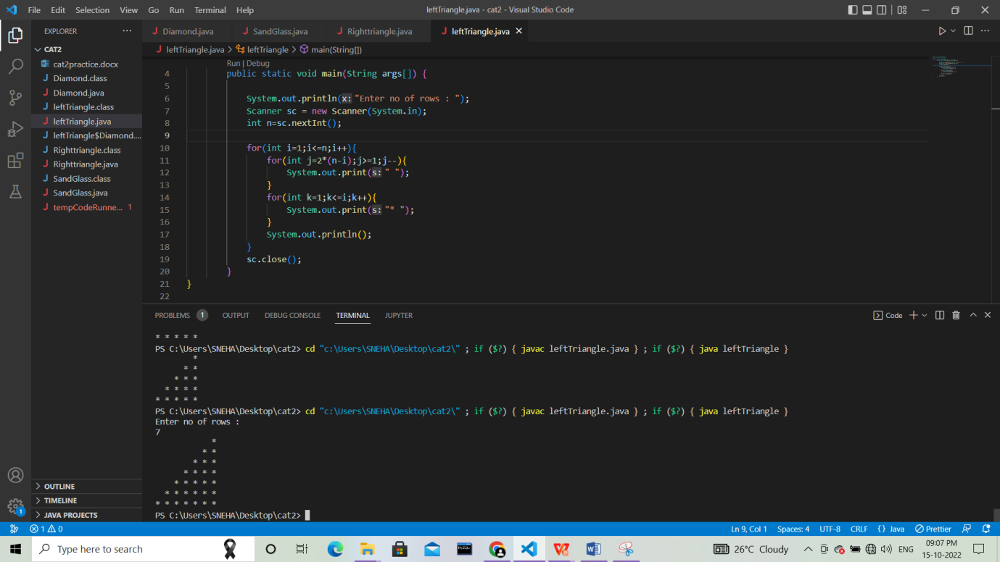 File Edit Selection View Go Run Terminal Help
leftTriangle.java - cat2 - Visual Studio Code
EXPLORER ···
CAT2
cat2practice.docx
J Diamond.class
J Diamond.java
J leftTriangle.class
J leftTriangle.java
J leftTriangle$Diamond....
J Righttriangle.class
J Righttriangle.java
J SandGlass.class
J SandGlass.java
J tempCodeRunne... 1
OUTLINE
TIMELINE
JAVA PROJECTS
J Diamond.java J SandGlass.java J Righttriangle.java J leftTriangle.java
J leftTriangle.java > leftTriangle > main(String[])
Run | Debug
4 public static void main(String args[]) {
5
6 System.out.println(x: "Enter no of rows : ");
7 Scanner sc = new Scanner(System.in);
8 int n=sc.nextInt();
9
10 for(int i=1;i<=n;i++){
11 for(int j=2*(n-i);j>=1;j--){
12 System.out.print(s: " ");
13 }
14 for(int k=1;k<=i;k++){
15 System.out.print(s: "* ");
16 }
17 System.out.println();
18 }
19 sc.close();
20 }
21 }
22
PROBLEMS 1 OUTPUT DEBUG CONSOLE TERMINAL JUPYTER Code
* * * * *
PS C:\Users\SNEHA\Desktop\cat2> cd "c:\Users\SNEHA\Desktop\cat2\" ; if ($?) { javac leftTriangle.java } ; if ($?) { java leftTriangle }
*
* *
* * *
* * * *
* * * * *
PS C:\Users\SNEHA\Desktop\cat2> cd "c:\Users\SNEHA\Desktop\cat2\" ; if ($?) { javac leftTriangle.java } ; if ($?) { java leftTriangle }
Enter no of rows :
7
*
* *
* * *
* * * *
* * * * *
* * * * * *
* * * * * * *
PS C:\Users\SNEHA\Desktop\cat2>
1
1 0 Ln 9, Col 1 Spaces: 4 UTF-8 CRLF {} Java Prettier
Type here to search
MySQL
26°C Cloudy ENG
09:07 PM
15-10-2022